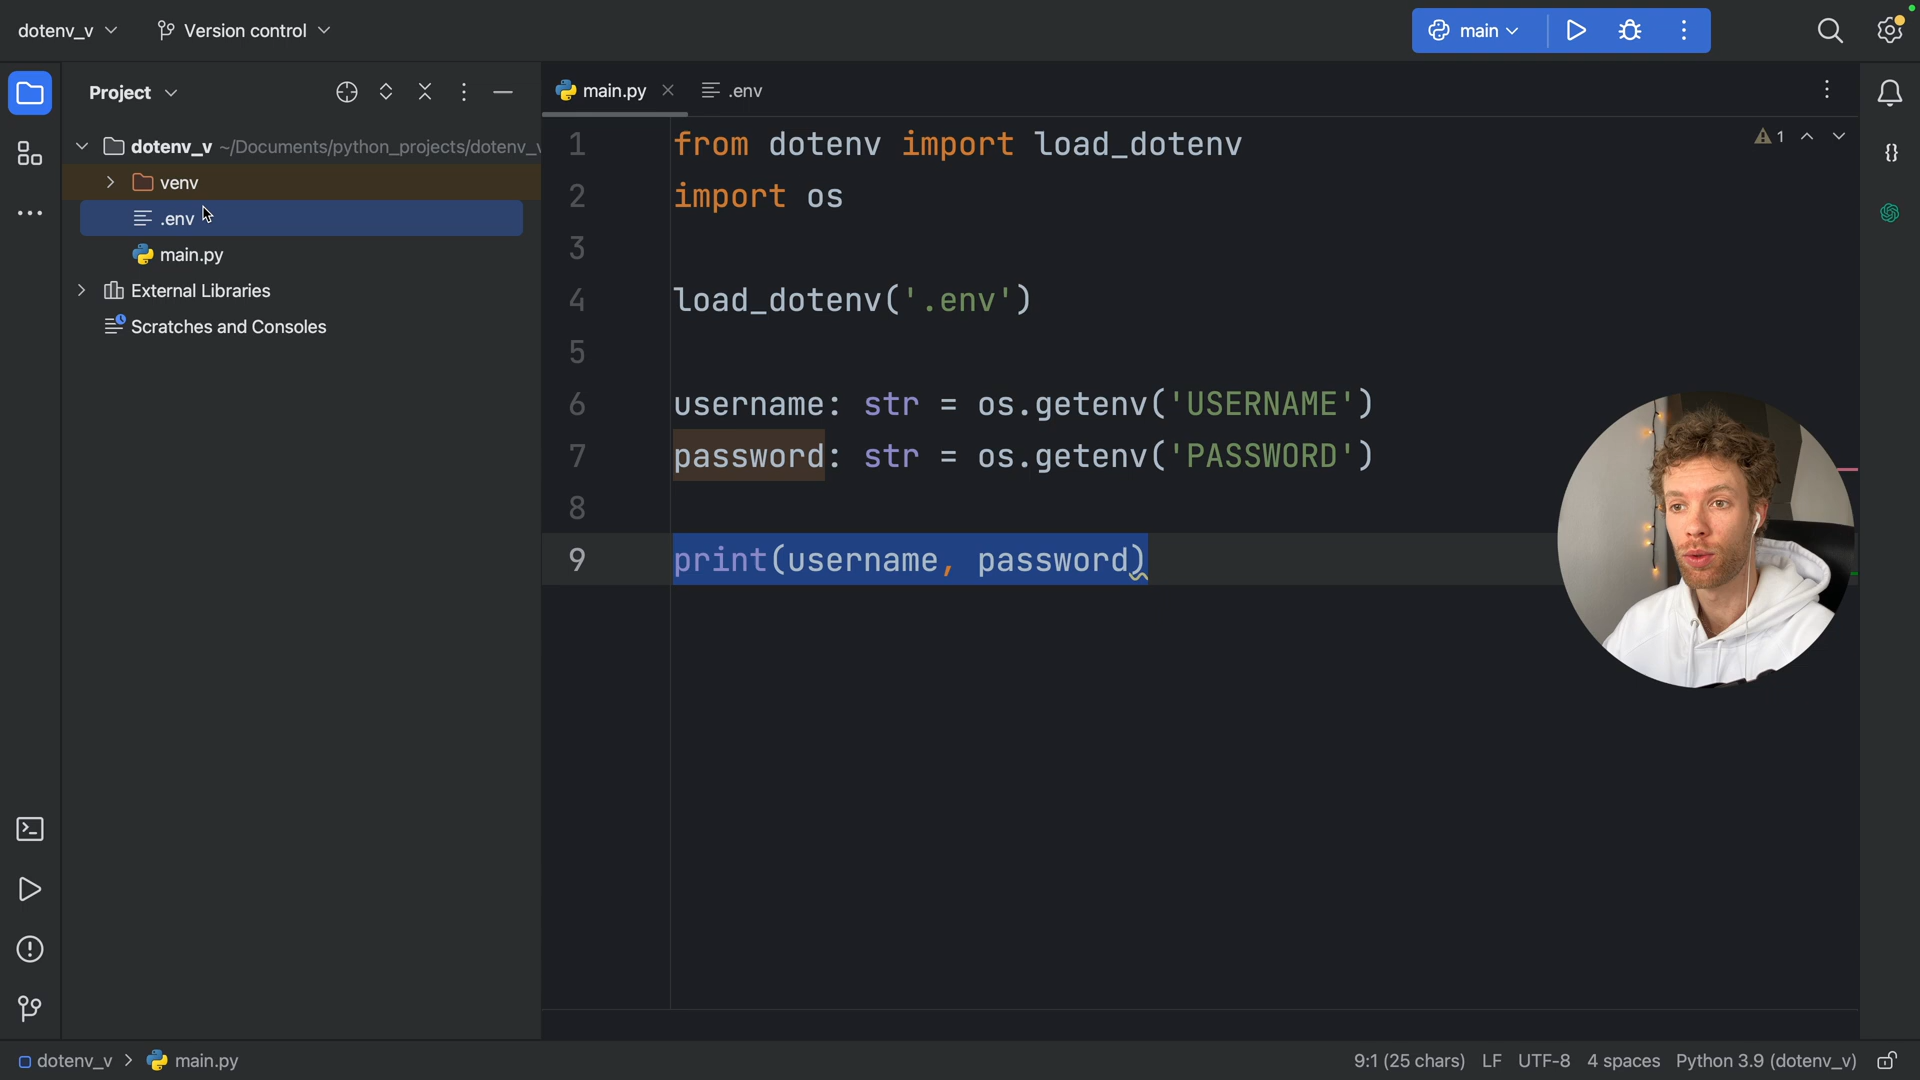 dotenv_v
Version control
main
Project
main.py
.env
dotenv_v ~/Documents/python_projects/dotenv_v
venv
.env
main.py
External Libraries
Scratches and Consoles
1 from dotenv import load_dotenv
2 import os
3
4 load_dotenv('.env')
5
6 username: str = os.getenv('USERNAME')
7 password: str = os.getenv('PASSWORD')
8
9 print(username, password)
1
{}
dotenv_v > main.py
9:1 (25 chars) LF UTF-8 4 spaces Python 3.9 (dotenv_v)